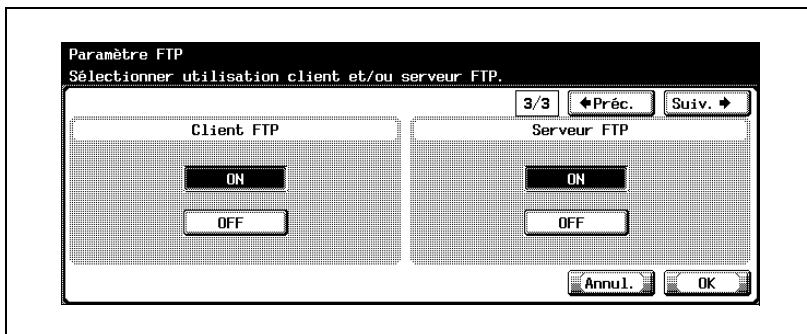 Paramètre FTP
Sélectionner utilisation client et/ou serveur FTP.
3/3 ←Préc. Suiv. →
Client FTP Serveur FTP
ON ON
OFF OFF
Annul. OK